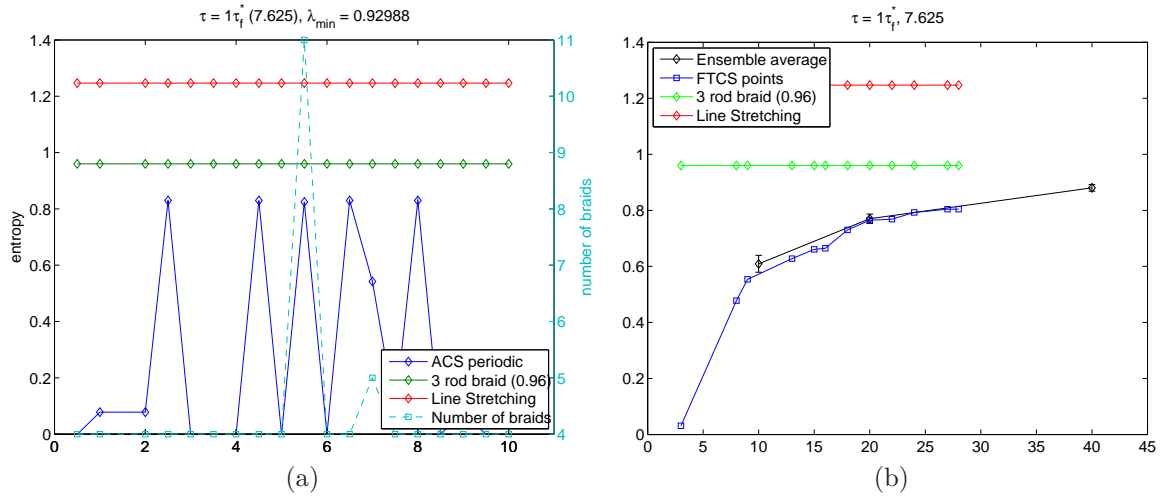 τ = 1τ_f^* (7.625), λ_min = 0.92988
1.4
1.2
1
0.8
0.6
0.4
0.2
0
entropy
0 2 4 6 8 10
11
10
9
8
7
6
5
4
number of braids
ACS periodic
3 rod braid (0.96)
Line Stretching
Number of braids
(a)
τ = 1τ_f^*, 7.625
1.4
1.2
1
0.8
0.6
0.4
0.2
0
0 5 10 15 20 25 30 35 40 45
Ensemble average
FTCS points
3 rod braid (0.96)
Line Stretching
(b)